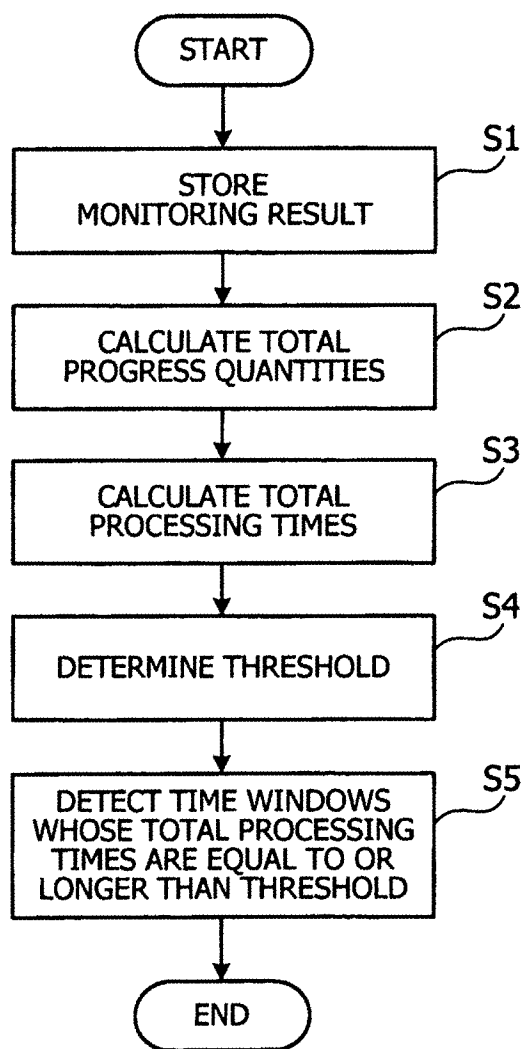 START
S1
STORE
MONITORING RESULT
S2
CALCULATE TOTAL
PROGRESS QUANTITIES
S3
CALCULATE TOTAL
PROCESSING TIMES
S4
DETERMINE THRESHOLD
S5
DETECT TIME WINDOWS
WHOSE TOTAL PROCESSING
TIMES ARE EQUAL TO OR
LONGER THAN THRESHOLD
END